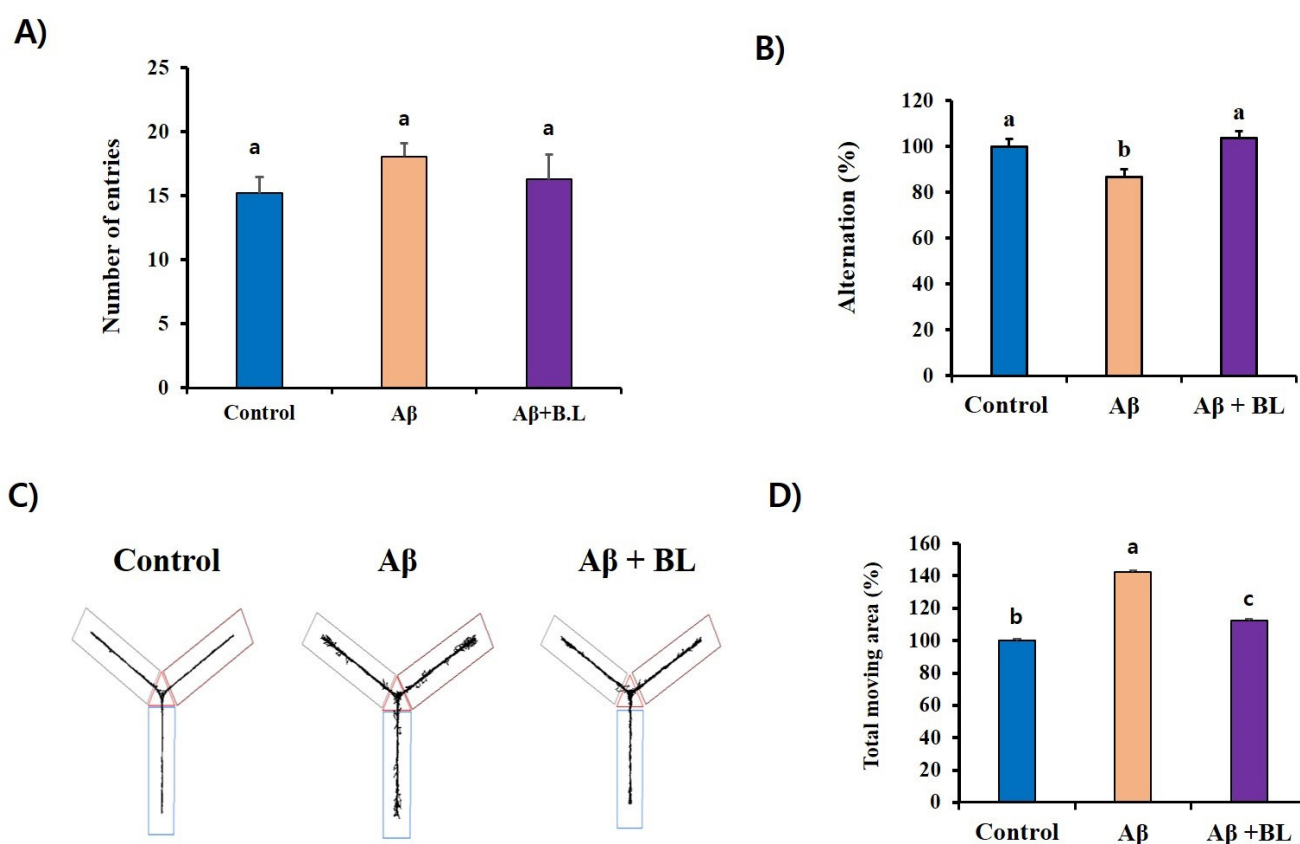 A)
Number of entries
25
20
15
10
5
0
a
a
a
Control
Aβ
Aβ+B.L
B)
Alternation (%)
120
100
80
60
40
20
0
a
b
a
Control
Aβ
Aβ + BL
C)
Control
Aβ
Aβ + BL
D)
Total moving area (%)
160
140
120
100
80
60
40
20
0
b
a
c
Control
Aβ
Aβ +BL